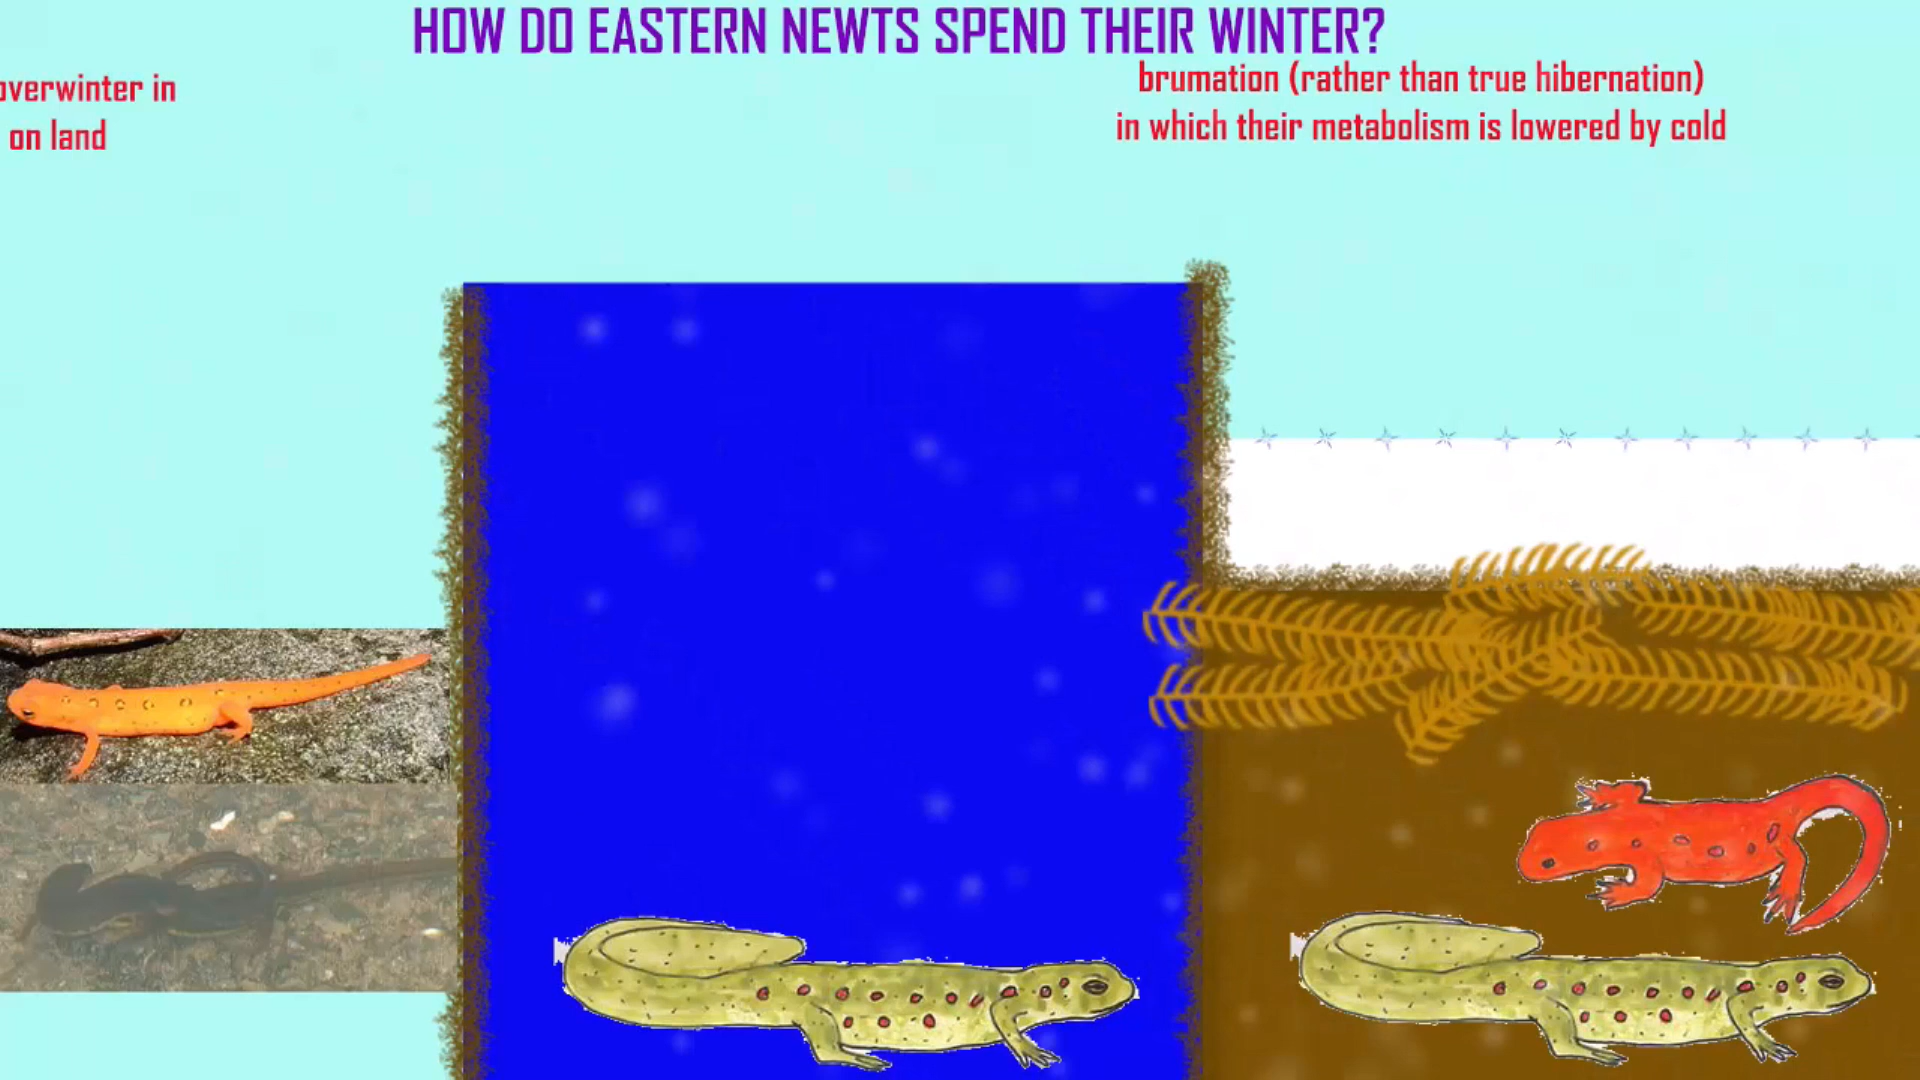 HOW DO EASTERN NEWTS SPEND THEIR WINTER?
overwinter in
on land
brumation (rather than true hibernation)
in which their metabolism is lowered by cold